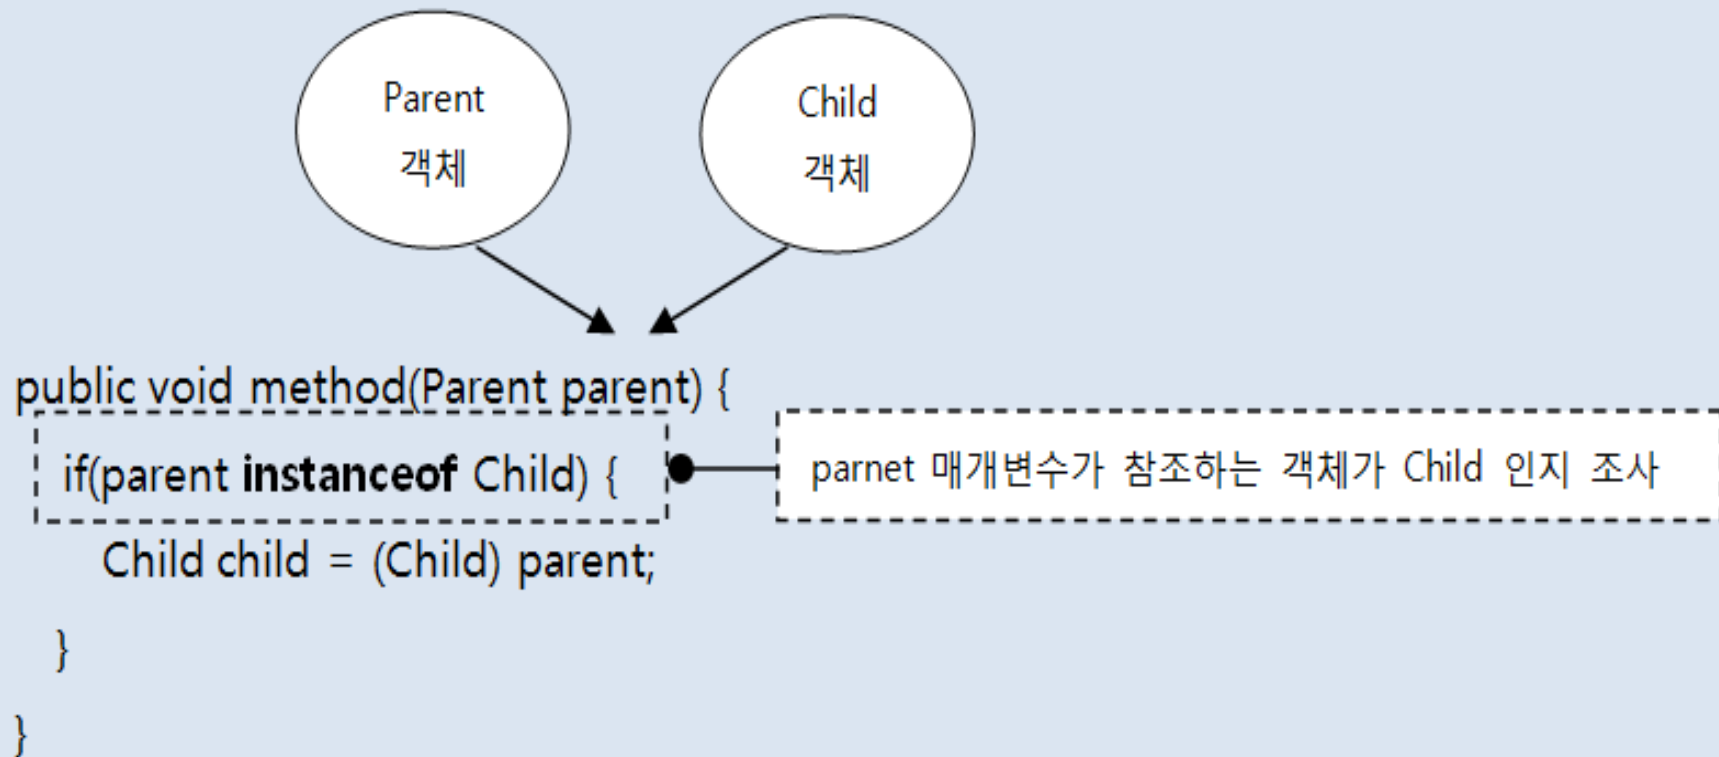 Parent
객체
Child
객체
public void method(Parent parent) {
if(parent instanceof Child) {
parnet 매개변수가 참조하는 객체가 Child 인지 조사
Child child = (Child) parent;
}
}